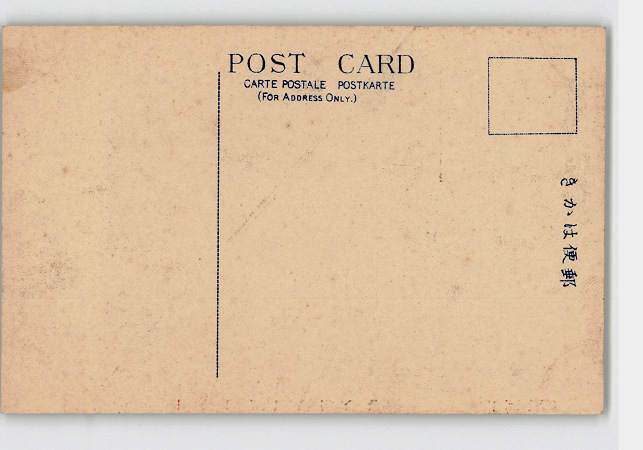 POST CARD
CARTE POSTALE POSTKARTE
(FOR ADDRESS ONLY.)
きかは便郵